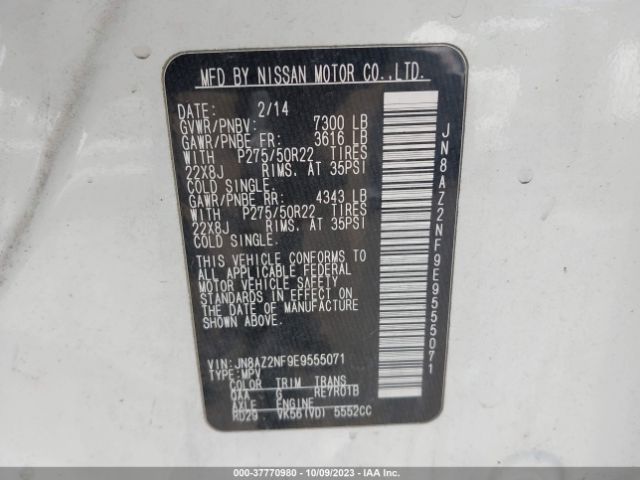 MFD BY NISSAN MOTOR CO.,LTD.
DATE: 2/14
GVWR/PNBV: 7300 LB
GAWR/PNBE FR: 3616 LB
WITH P275/50R22 TIRES
22X8J RIMS. AT 35PSI
COLD SINGLE.
GAWR/PNBE RR: 4343 LB
WITH P275/50R22 TIRES
22X8J RIMS. AT 35PSI
COLD SINGLE.
THIS VEHICLE CONFORMS TO
ALL APPLICABLE FEDERAL
MOTOR VEHICLE SAFETY
STANDARDS IN EFFECT ON
THE DATE OF MANUFACTURE
SHOWN ABOVE.
VIN:JN8AZ2NF9E9555071
TYPE:MPV
COLOR TRIM TRANS
QAA G RE7R01B
AXLE ENGINE
RD29 VK56(VD) 5552CC
JN8AZ2NF9E9555071
000-37770980 - 10/09/2023 - IAA